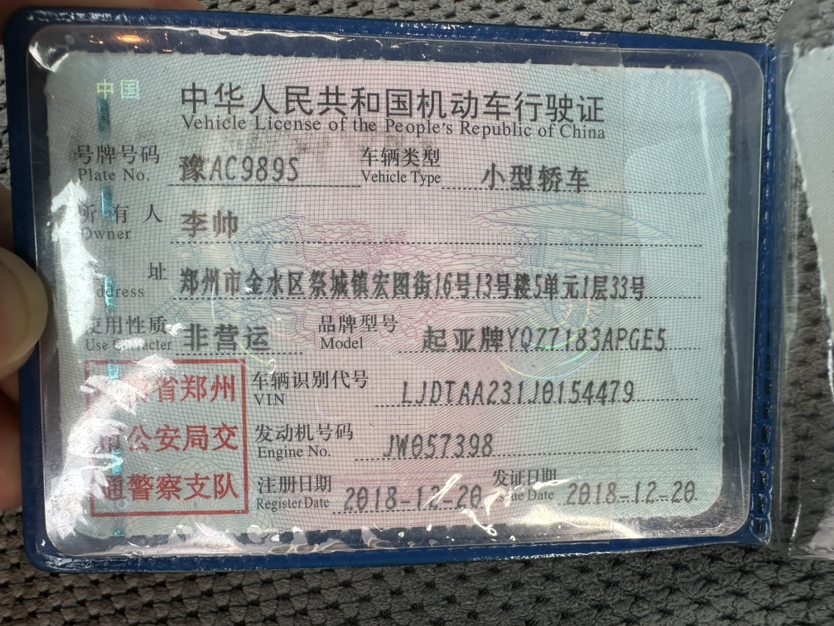 中国
中华人民共和国机动车行驶证
Vehicle License of the People's Republic of China
号牌号码 豫AC989S 车辆类型 小型轿车
Plate No. Vehicle Type
所有人 李帅
Owner
址 郑州市金水区祭城镇宏图街16号13号楼5单元1层33号
ddress
使用性质 非营运 品牌型号 起亚牌YQZ7183APGE5
Use Character Model
省郑州 车辆识别代号 LJDTAA231J0154479
VIN
公安局交 发动机号码 JW057398
Engine No.
通警察支队 注册日期 2018-12-20 发证日期 2018-12-20
Register Date Date